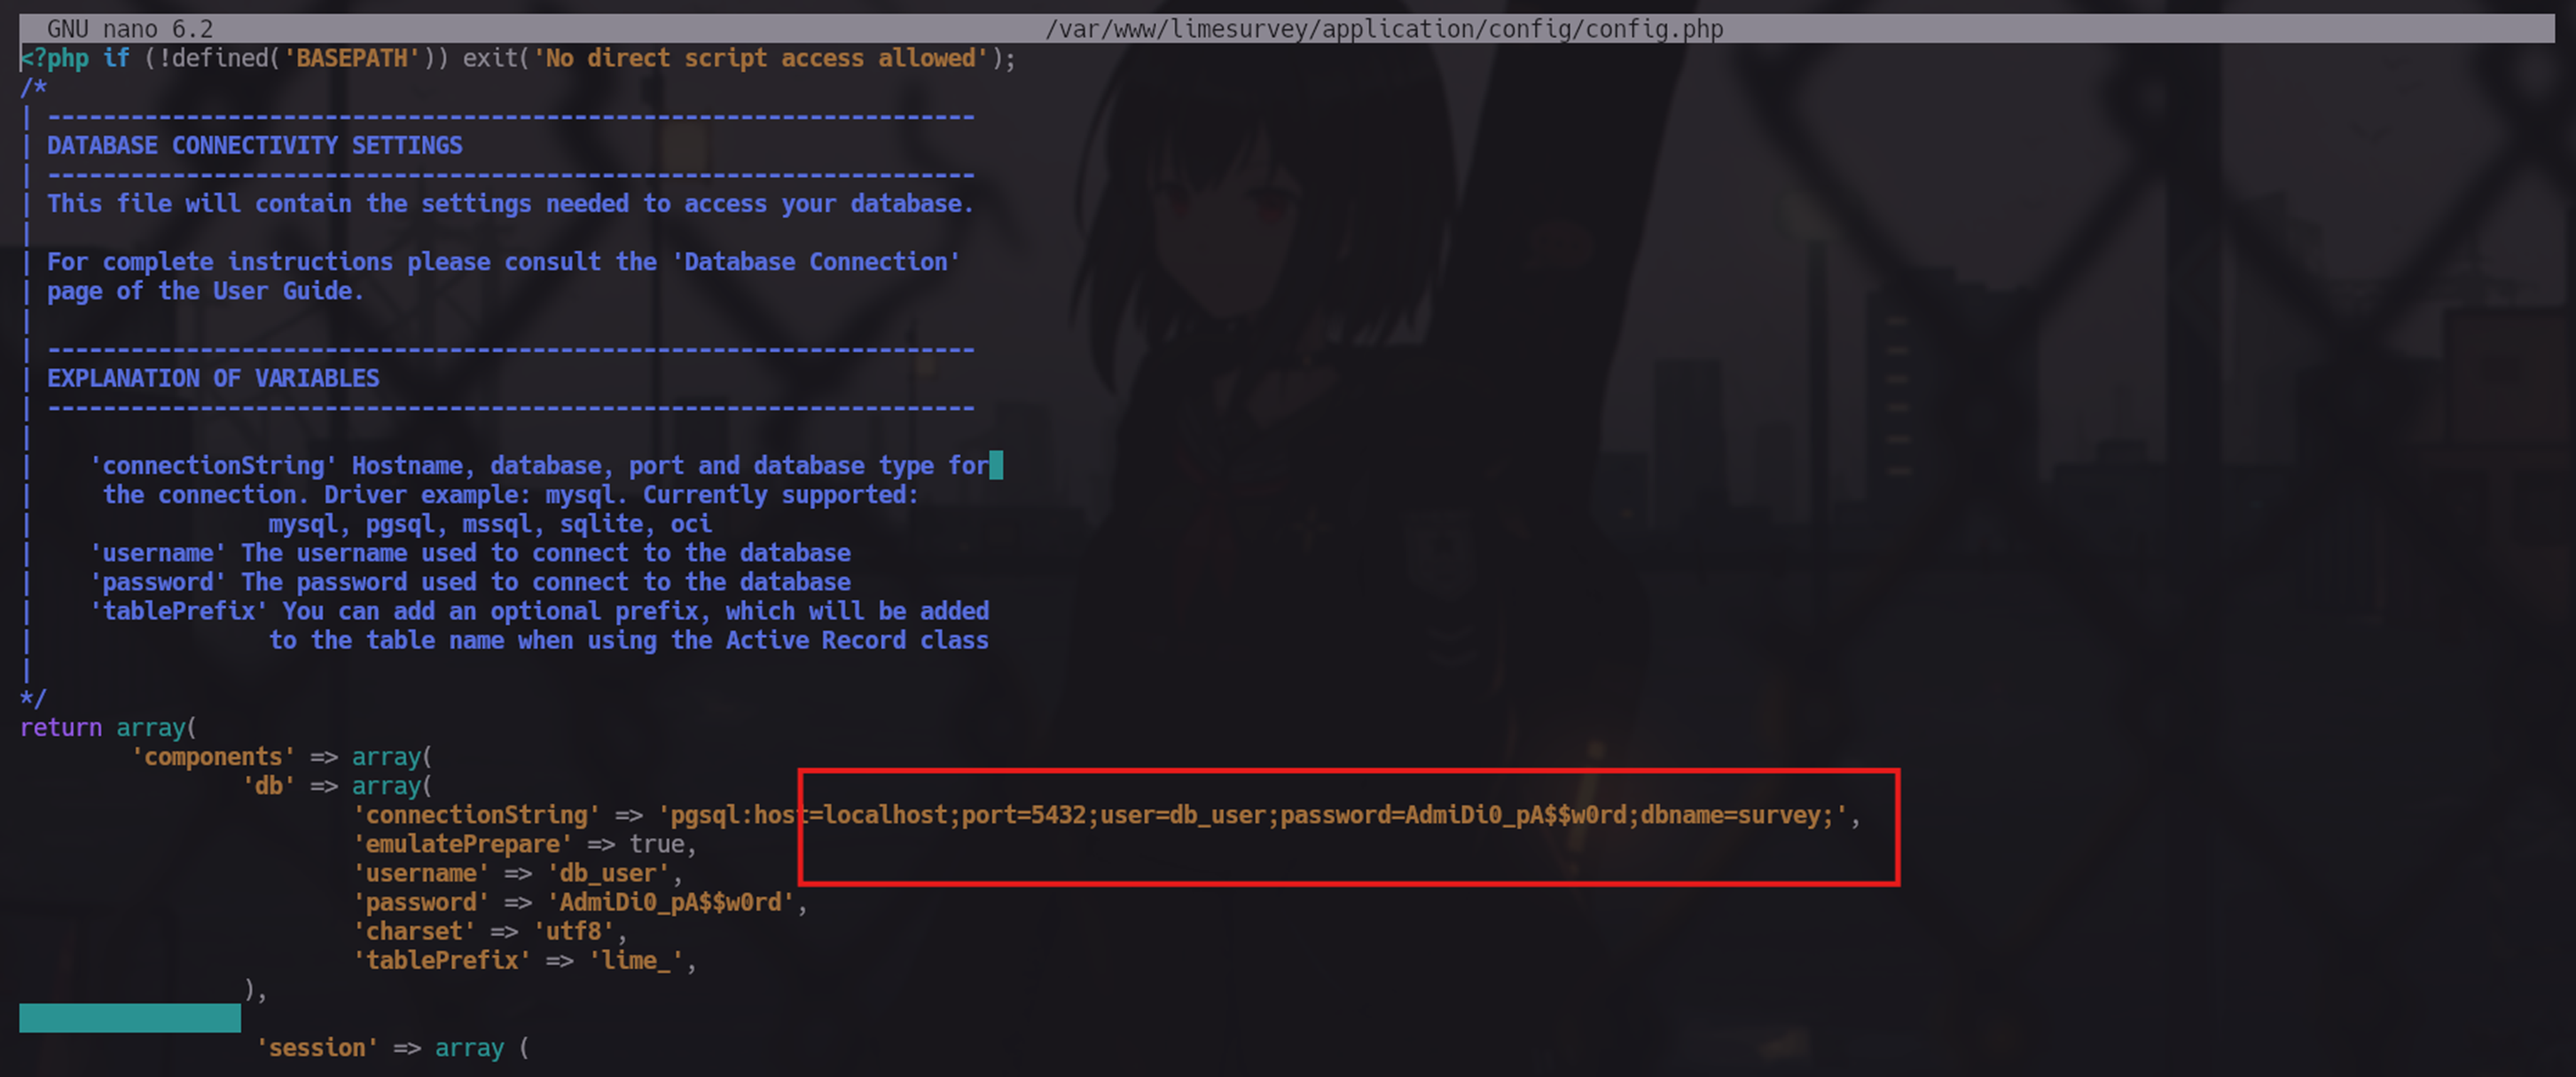 GNU nano 6.2 /var/www/limesurvey/application/config/config.php
<?php if (!defined('BASEPATH')) exit('No direct script access allowed');
/*
| -------------------------------------------------------------------
| DATABASE CONNECTIVITY SETTINGS
| -------------------------------------------------------------------
| This file will contain the settings needed to access your database.
|
| For complete instructions please consult the 'Database Connection'
| page of the User Guide.
|
| -------------------------------------------------------------------
| EXPLANATION OF VARIABLES
| -------------------------------------------------------------------
|
| 'connectionString' Hostname, database, port and database type for
| the connection. Driver example: mysql. Currently supported:
| mysql, pgsql, mssql, sqlite, oci
| 'username' The username used to connect to the database
| 'password' The password used to connect to the database
| 'tablePrefix' You can add an optional prefix, which will be added
| to the table name when using the Active Record class
|
*/
return array(
'components' => array(
'db' => array(
'connectionString' => 'pgsql:host=localhost;port=5432;user=db_user;password=AdmiDi0_pA$$w0rd;dbname=survey;',
'emulatePrepare' => true,
'username' => 'db_user',
'password' => 'AdmiDi0_pA$$w0rd',
'charset' => 'utf8',
'tablePrefix' => 'lime_',
),
'session' => array (